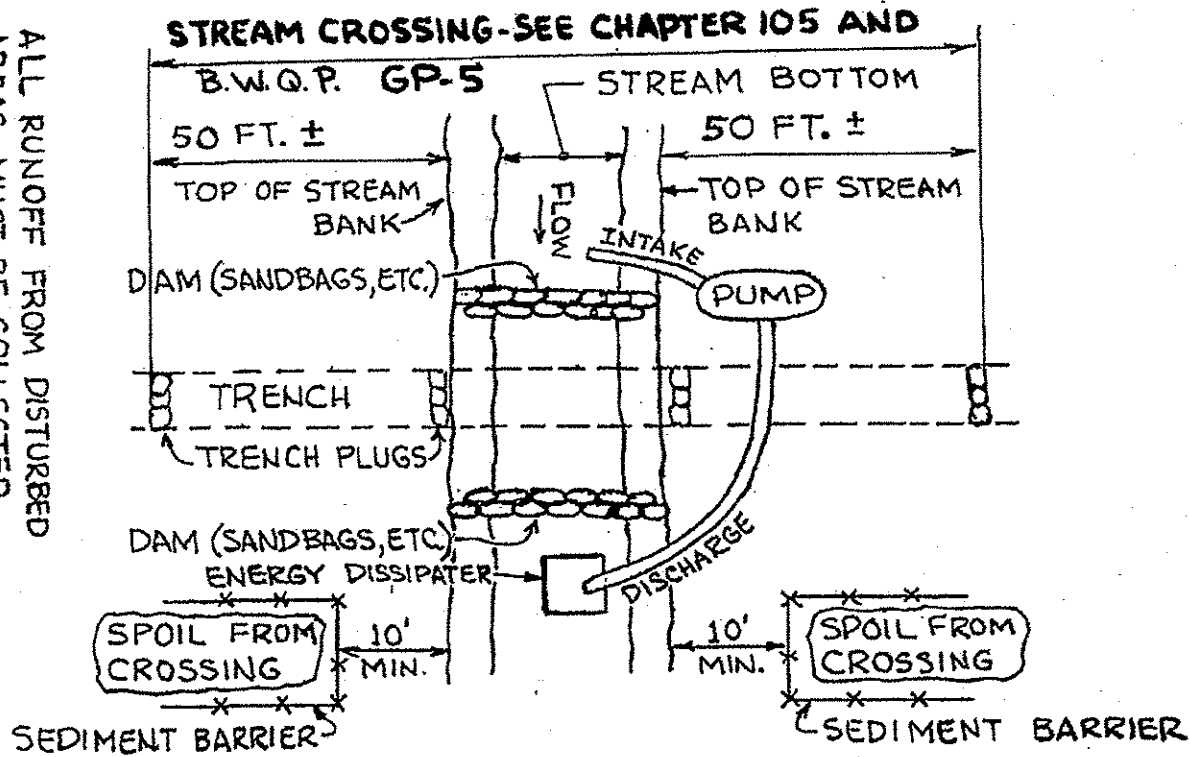 STREAM CROSSING-SEE CHAPTER 105 AND
B.W.Q.P. GP-5
STREAM BOTTOM
50 FT. ±
50 FT. ±
TOP OF STREAM
BANK
FLOW
TOP OF STREAM
BANK
INTAKE
DAM (SANDBAGS, ETC.)
PUMP
TRENCH
TRENCH PLUGS
DAM (SANDBAGS, ETC.)
ENERGY DISSIPATER
DISCHARGE
SPOIL FROM
CROSSING
10'
MIN.
10'
MIN.
SPOIL FROM
CROSSING
SEDIMENT BARRIER
SEDIMENT BARRIER
ALL RUNOFF FROM DISTURBED